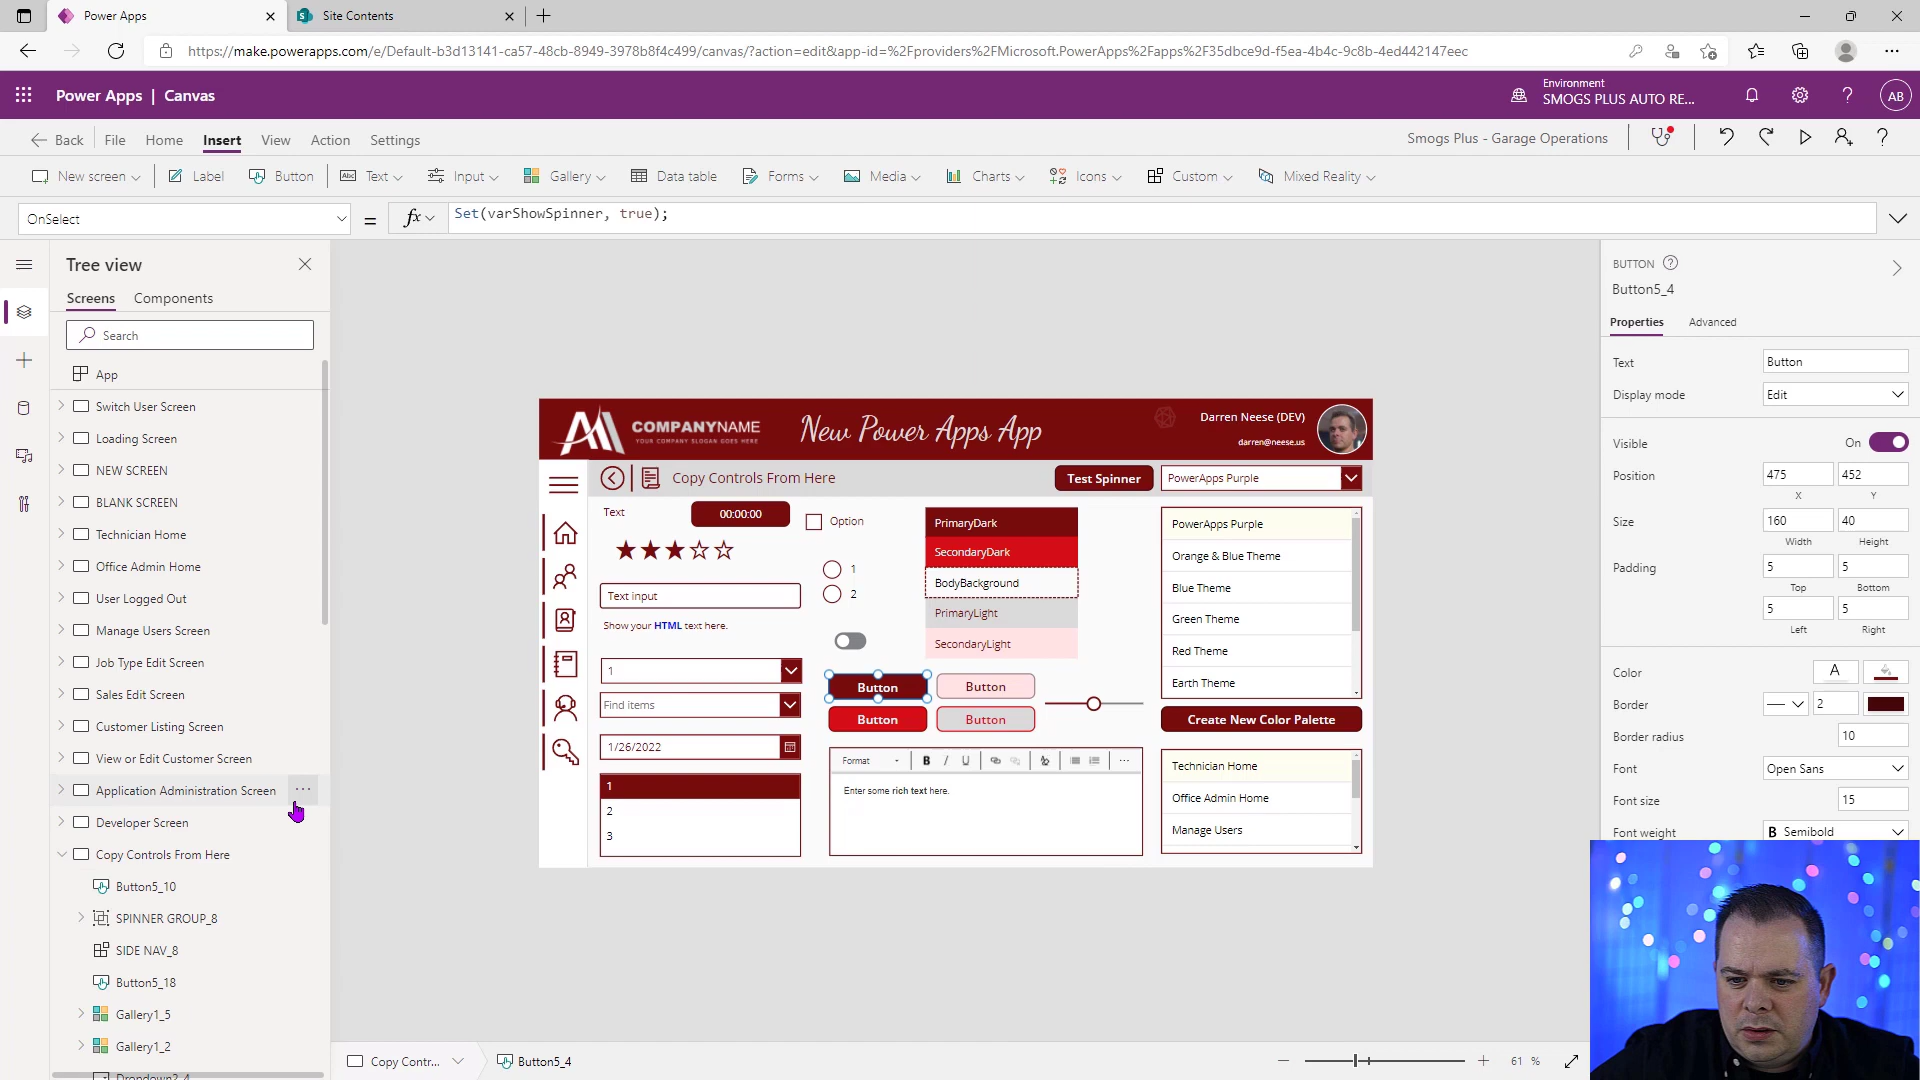 Power Apps
Site Contents
https://make.powerapps.com/e/Default-b3d13141-ca57-48cb-8949-3978b8f4c499/canvas/?action=edit&app-id=%2Fproviders%2FMicrosoft.PowerApps%2Fapps%2F35dbce9d-f5ea-4b4c-9c8b-4ed442147eec
Power Apps | Canvas
Environment
SMOGS PLUS AUTO RE...
AB
Back
File
Home
Insert
View
Action
Settings
Smogs Plus - Garage Operations
New screen
Label
Button
Text
Input
Gallery
Data table
Forms
Media
Charts
Icons
Custom
Mixed Reality
OnSelect
=
fx
Set(varShowSpinner, true);
Tree view
Screens
Components
Search
App
Switch User Screen
Loading Screen
NEW SCREEN
BLANK SCREEN
Technician Home
Office Admin Home
User Logged Out
Manage Users Screen
Job Type Edit Screen
Sales Edit Screen
Customer Listing Screen
View or Edit Customer Screen
Application Administration Screen
Developer Screen
Copy Controls From Here
Button5_10
SPINNER GROUP_8
SIDE NAV_8
Button5_18
Gallery1_5
Gallery1_2
Dropdown2_4
COMPANYNAME
YOUR COMPANY SLOGAN GOES HERE
New Power Apps App
Darren Neese (DEV)
darren@neese.us
Copy Controls From Here
Test Spinner
PowerApps Purple
Text
00:00:00
Option
1
2
Text input
Show your HTML text here.
1
Find items
1/26/2022
1
2
3
PrimaryDark
SecondaryDark
BodyBackground
PrimaryLight
SecondaryLight
Button
Button
Button
Button
Format
B I U
Enter some rich text here.
PowerApps Purple
Orange & Blue Theme
Blue Theme
Green Theme
Red Theme
Earth Theme
Create New Color Palette
Technician Home
Office Admin Home
Manage Users
Copy Contr...
Button5_4
61 %
BUTTON
Button5_4
Properties
Advanced
Text
Button
Display mode
Edit
Visible
On
Position
475
452
X
Y
Size
160
40
Width
Height
Padding
5
5
Top
Bottom
5
5
Left
Right
Color
A
Border
2
Border radius
10
Font
Open Sans
Font size
15
Font weight
B Semibold